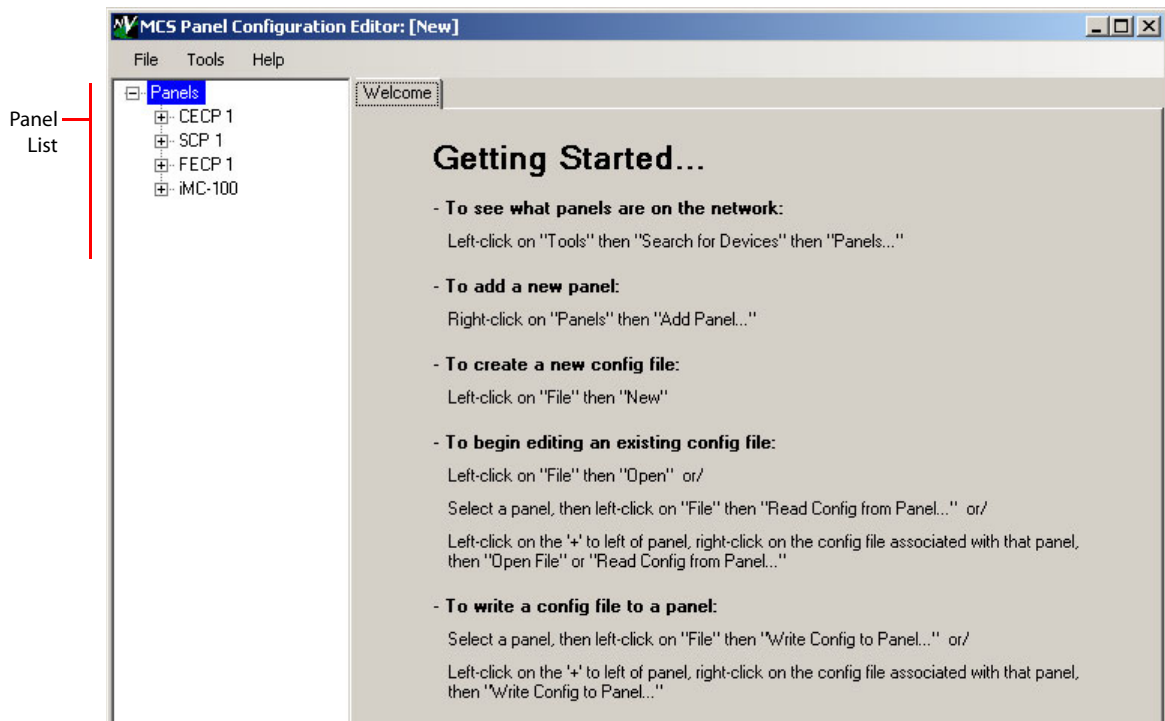 MCS Panel Configuration Editor: [New]
File Tools Help
Panel
List
Panels
CECP 1
SCP 1
FECP 1
iMC-100
Welcome
Getting Started...
- To see what panels are on the network:
Left-click on "Tools" then "Search for Devices" then "Panels..."
- To add a new panel:
Right-click on "Panels" then "Add Panel..."
- To create a new config file:
Left-click on "File" then "New"
- To begin editing an existing config file:
Left-click on "File" then "Open" or/
Select a panel, then left-click on "File" then "Read Config from Panel..." or/
Left-click on the '+' to left of panel, right-click on the config file associated with that panel,
then "Open File" or "Read Config from Panel..."
- To write a config file to a panel:
Select a panel, then left-click on "File" then "Write Config to Panel..." or/
Left-click on the '+' to left of panel, right-click on the config file associated with that panel,
then "Write Config to Panel..."